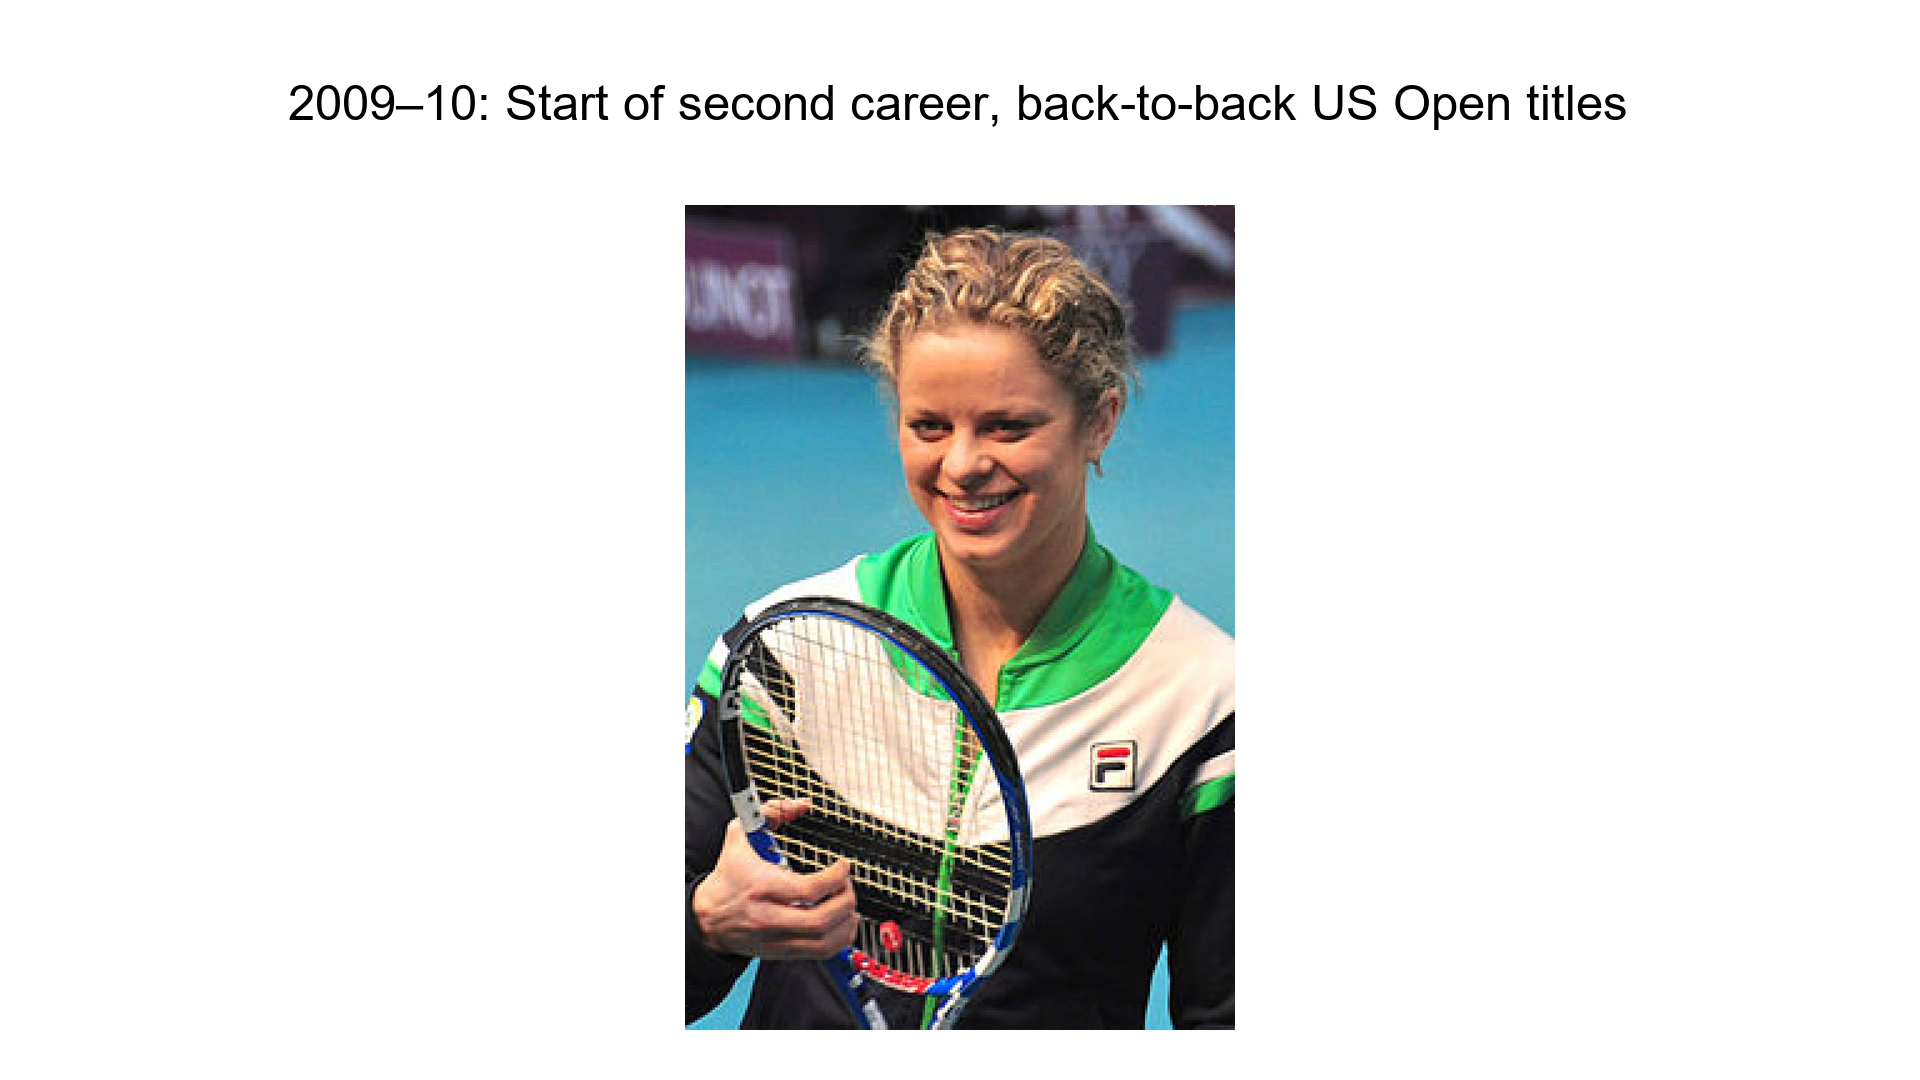 2009–10: Start of second career, back-to-back US Open titles